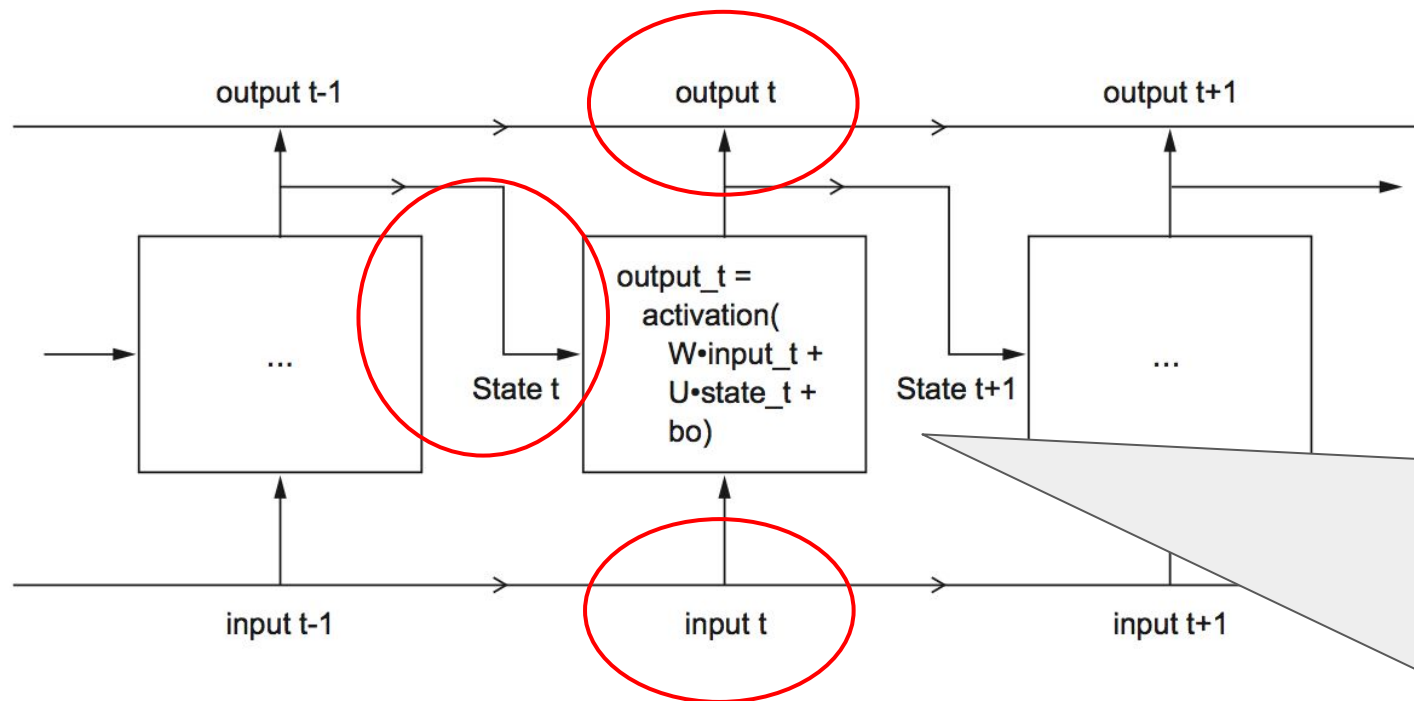 output t-1
output t
output t+1
output_t =
activation(
W•input_t +
U•state_t +
bo)
...
...
State t
State t+1
input t-1
input t
input t+1